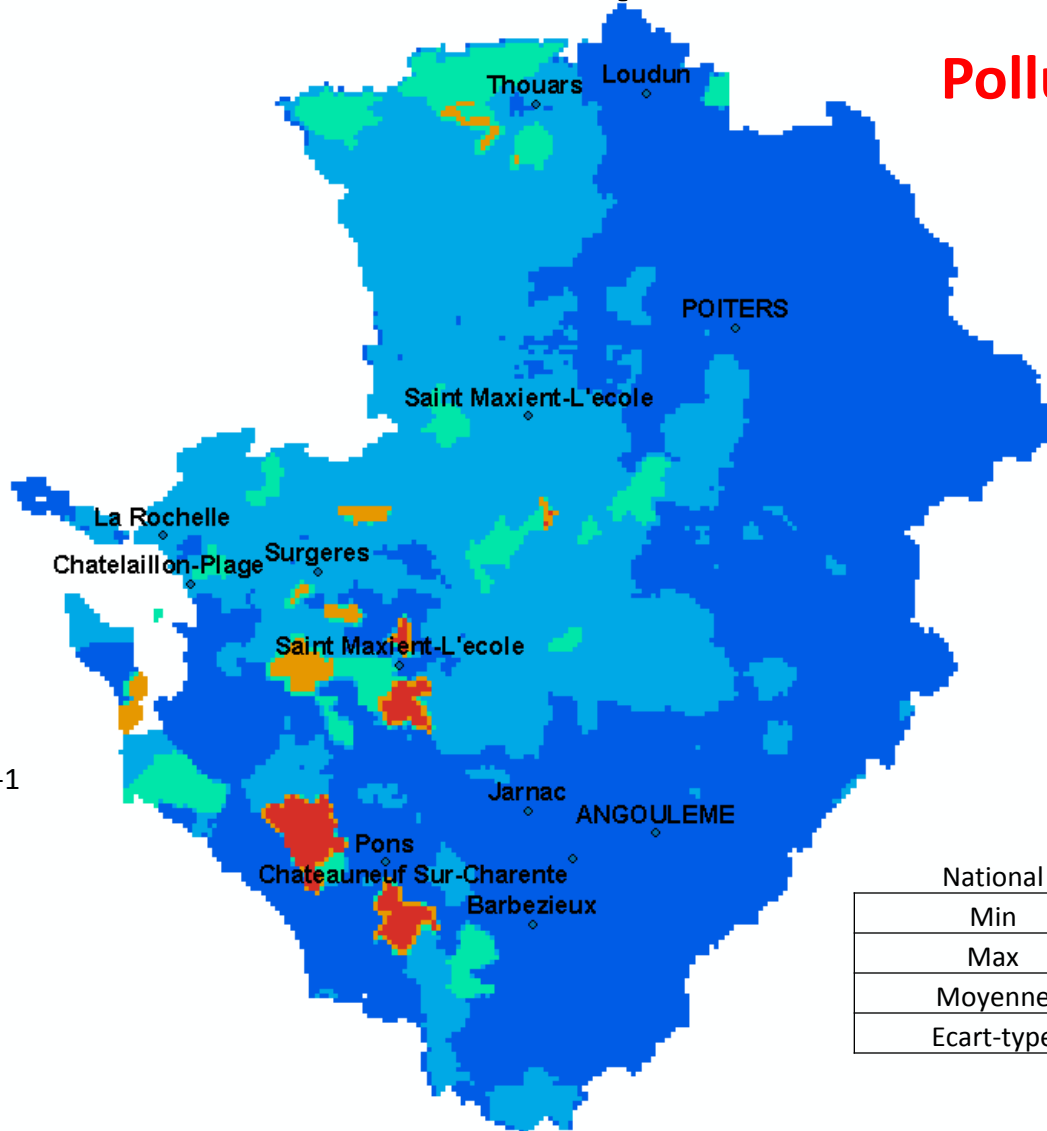 Thouars
Loudun
Pollu
POITERS
Saint Maxient-L'ecole
La Rochelle
Chatelaillon-Plage
Surgeres
Saint Maxient-L'ecole
-1
Jarnac
ANGOULEME
Pons
Chateauneuf Sur-Charente
Barbezieux
National
Min
Max
Moyenne
Ecart-type